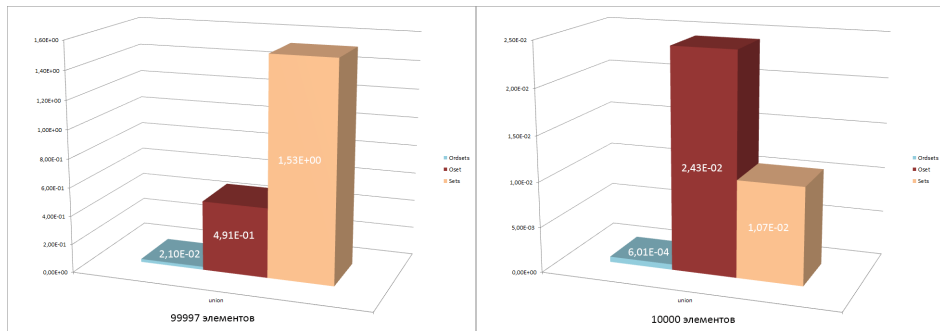 1,60E+00
1,40E+00
1,20E+00
1,00E+00
8,00E-01
6,00E-01
4,00E-01
2,00E-01
0,00E+00
2,10E-02
4,91E-01
1,53E+00
Ordsets
Oset
Sets
union
99997 элементов
2,50E-02
2,00E-02
1,50E-02
1,00E-02
5,00E-03
0,00E+00
6,01E-04
2,43E-02
1,07E-02
Ordsets
Oset
Sets
union
10000 элементов